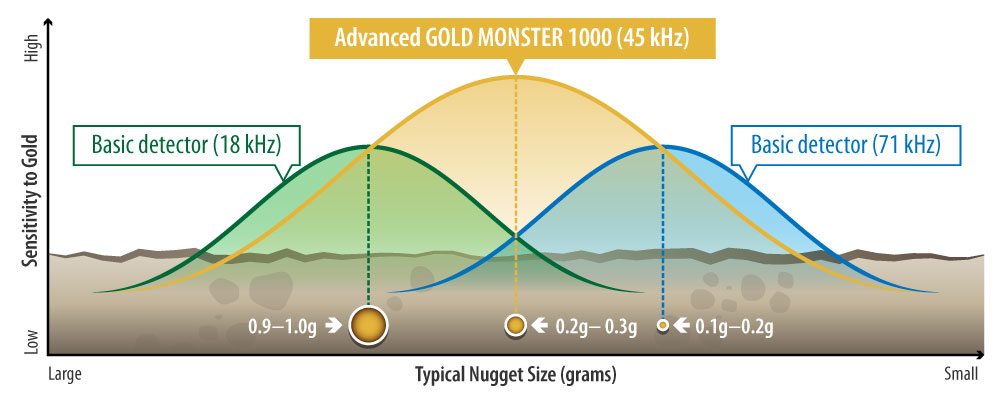 Advanced GOLD MONSTER 1000 (45 kHz)
Basic detector (18 kHz)
Basic detector (71 kHz)
High
Sensitivity to Gold
Low
0.9–1.0g
0.2g– 0.3g
0.1g–0.2g
Large
Typical Nugget Size (grams)
Small